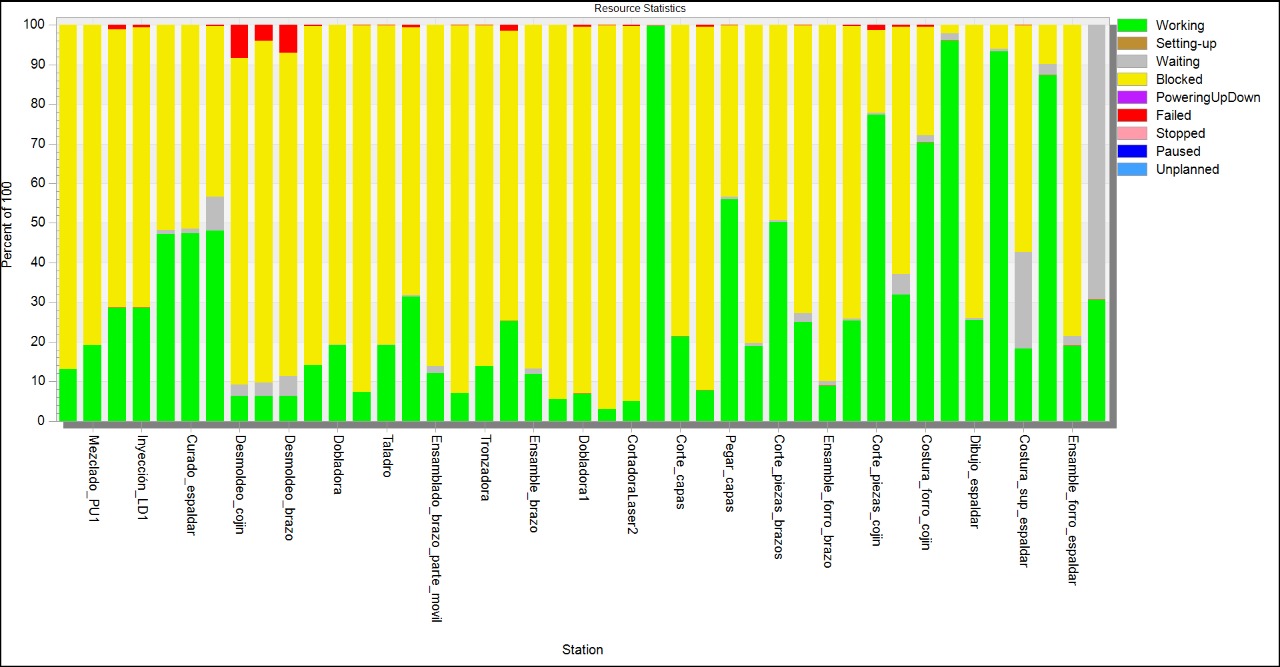 Resource Statistics
Percent of 100
100
90
80
70
60
50
40
30
20
10
0
Working
Setting-up
Waiting
Blocked
PoweringUpDown
Failed
Stopped
Paused
Unplanned
Mezclado_PU1
Inyección_LD1
Curado_espaldar
Desmoldeo_cojin
Desmoldeo_brazo
Dobladora
Taladro
Ensamblado_brazo_parte_movil
Tronzadora
Ensamble_brazo
Dobladora1
CortadoraLaser2
Corte_capas
Pegar_capas
Corte_piezas_brazos
Ensamble_forro_brazo
Corte_piezas_cojin
Costura_forro_cojin
Dibujo_espaldar
Costura_sup_espaldar
Ensamble_forro_espaldar
Station